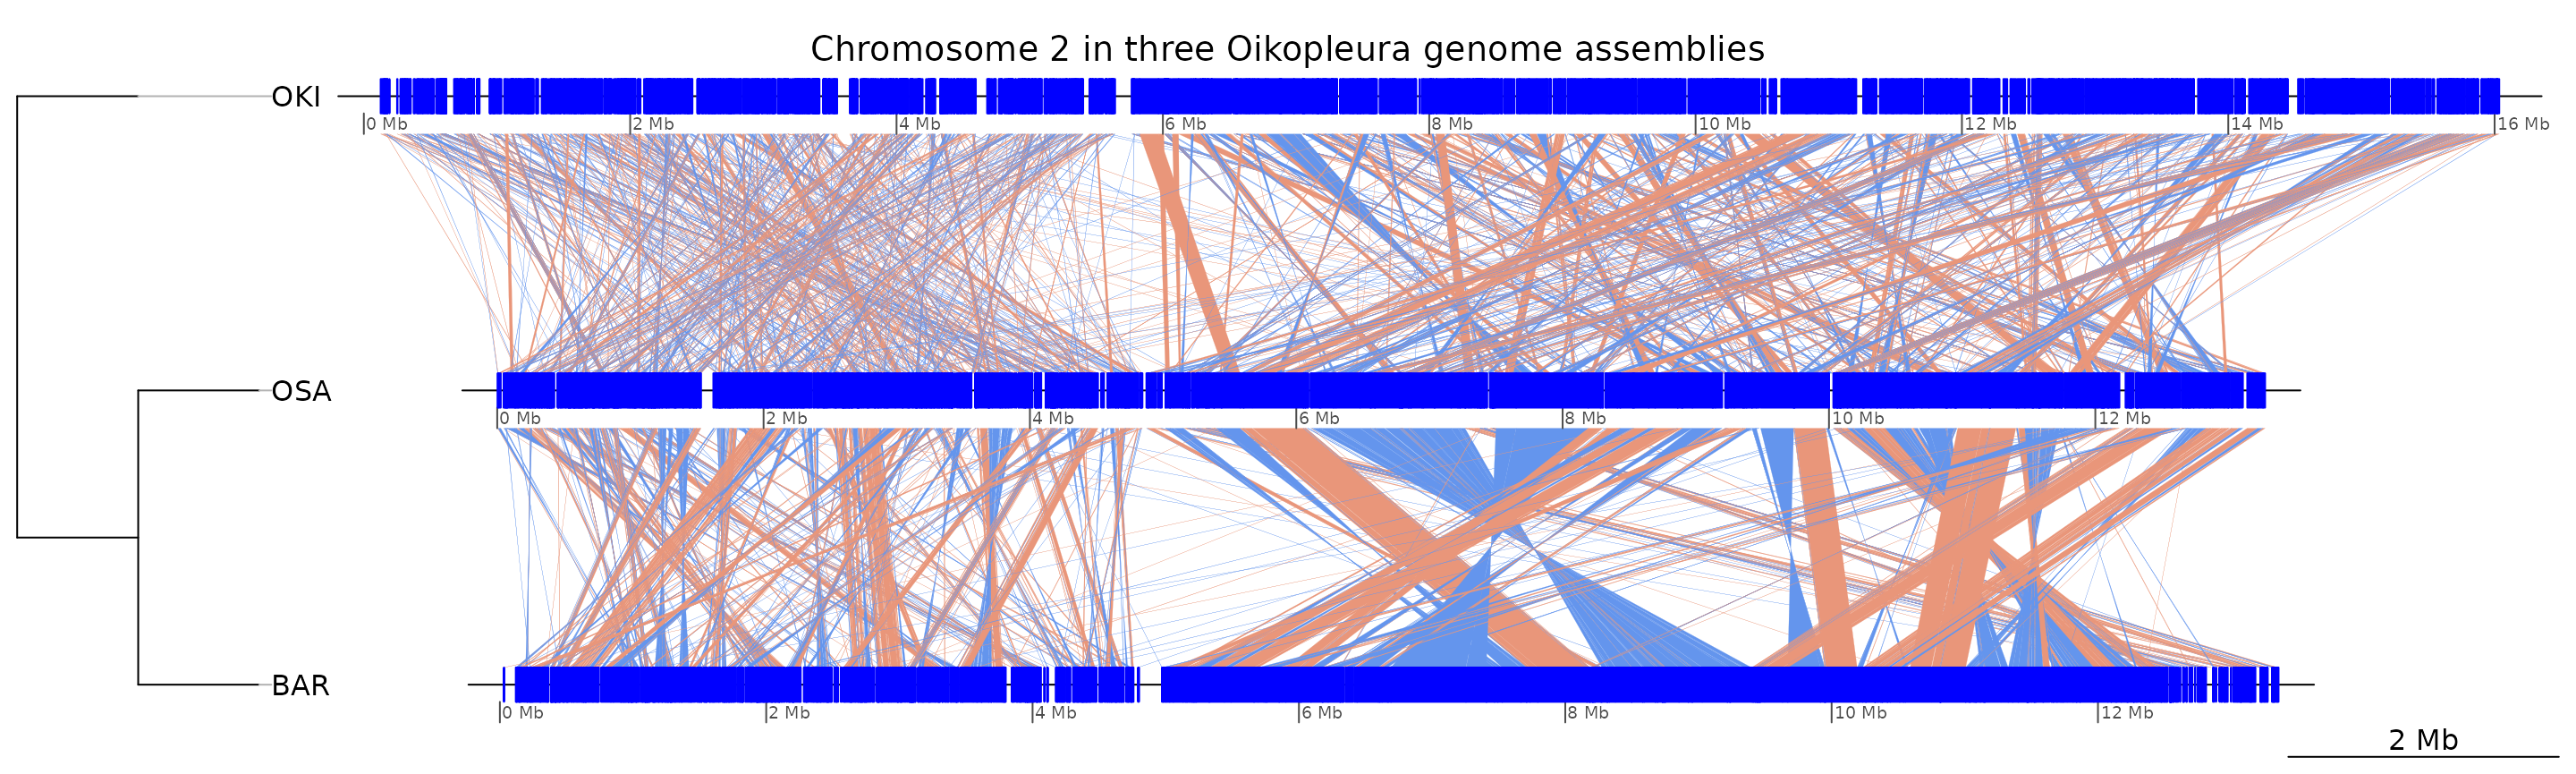 Chromosome 2 in three Oikopleura genome assemblies
OKI
0 Mb 2 Mb 4 Mb 6 Mb 8 Mb 10 Mb 12 Mb 14 Mb 16 Mb
OSA
0 Mb 2 Mb 4 Mb 6 Mb 8 Mb 10 Mb 12 Mb
BAR
0 Mb 2 Mb 4 Mb 6 Mb 8 Mb 10 Mb 12 Mb
2 Mb